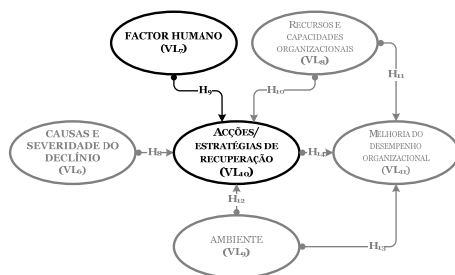 FACTOR HUMANO
(VL7)
RECURSOS E
CAPACIDADES
ORGANIZACIONAIS
(VL8)
H9
H10
H11
CAUSAS E
SEVERIDADE DO
DECLÍNIO
(VL6)
H8
ACÇÕES/
ESTRATÉGIAS DE
RECUPERAÇÃO
(VL10)
H14
MELHORIA DO
DESEMPENHO
ORGANIZACIONAL
(VL11)
H12
AMBIENTE
(VL9)
H13